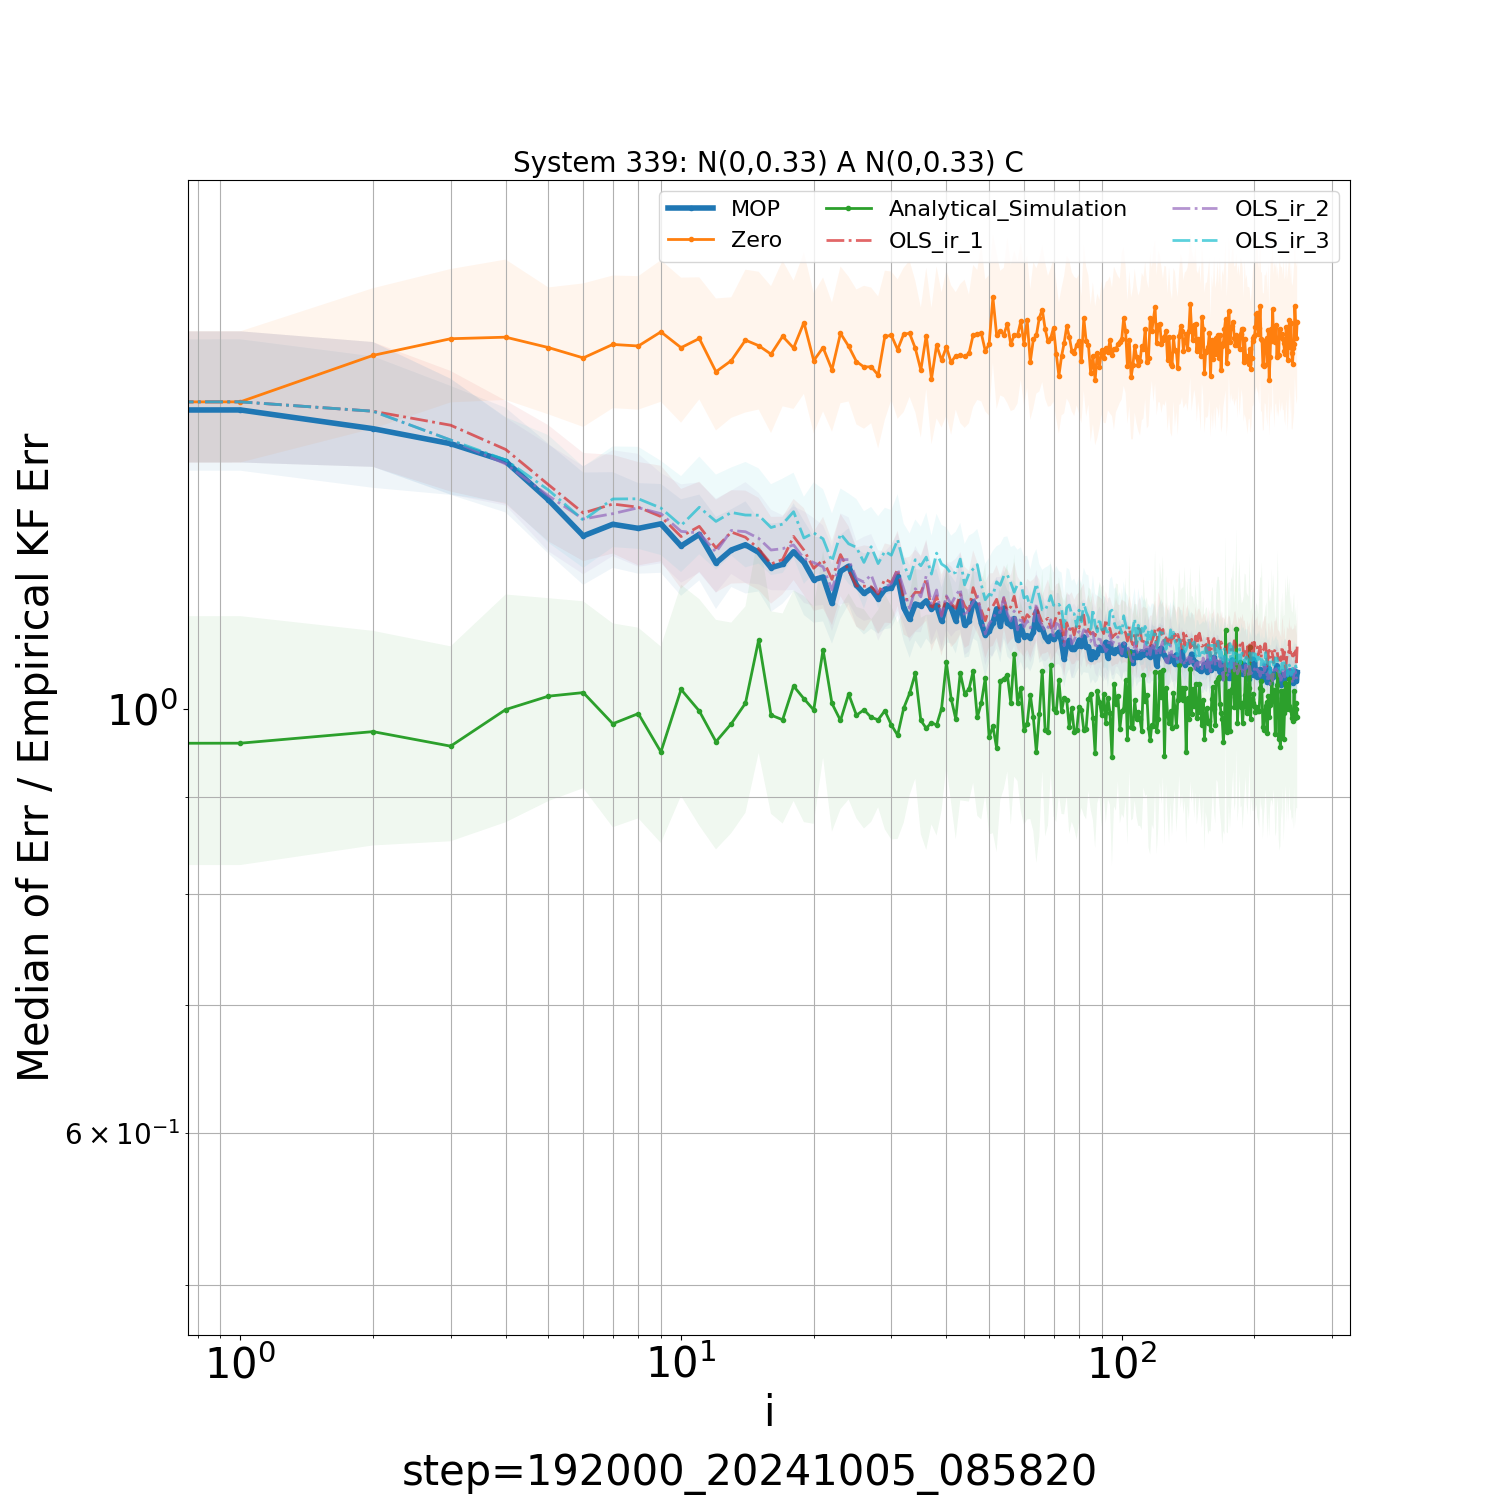 System 339: N(0,0.33) A N(0,0.33) C
MOP
Zero
Analytical_Simulation
OLS_ir_1
OLS_ir_2
OLS_ir_3
Median of Err / Empirical KF Err
10⁰
6 × 10⁻¹
10⁰
10¹
10²
i
step=192000_20241005_085820